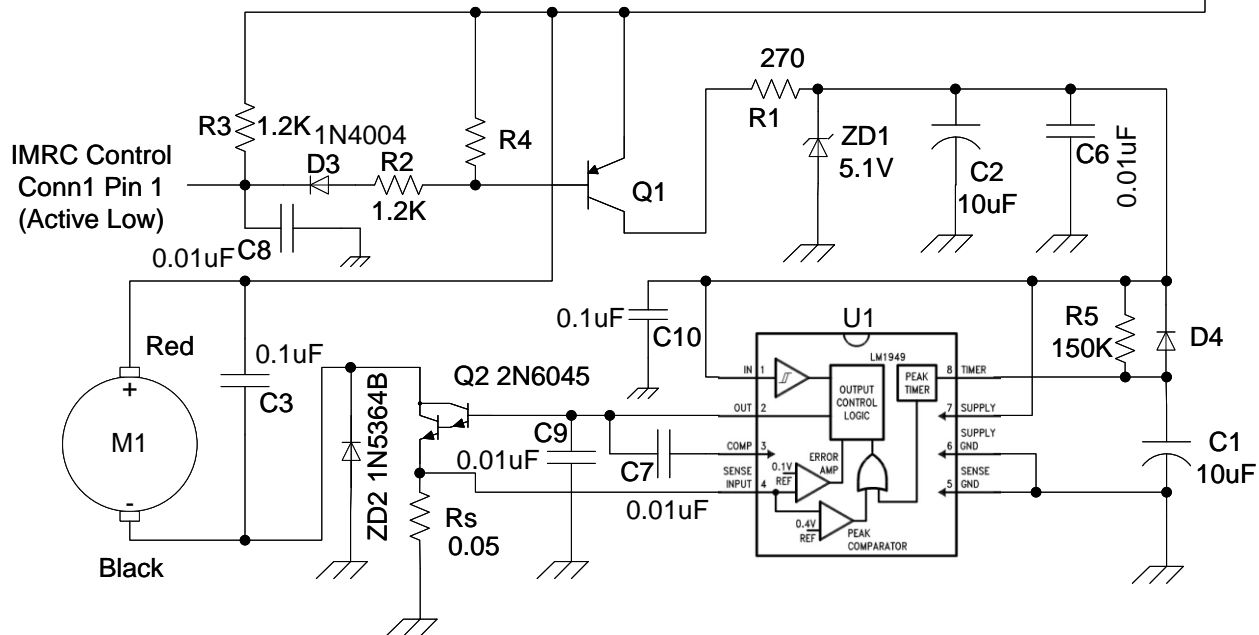 270
R1
R3
1.2K
1N4004
D3
R2
1.2K
R4
Q1
ZD1
5.1V
C2
10uF
C6
0.01uF
IMRC Control
Conn1 Pin 1
(Active Low)
0.01uF
C8
Red
+
M1
-
Black
0.1uF
C3
ZD2 1N5364B
Q2 2N6045
Rs
0.05
C9
0.01uF
C7
0.01uF
0.1uF
C10
U1
LM1949
IN 1
OUT 2
COMP 3
SENSE
INPUT 4
OUTPUT
CONTROL
LOGIC
PEAK
TIMER
0.1V
REF
ERROR
AMP
0.4V
REF
PEAK
COMPARATOR
8 TIMER
7 SUPPLY
SUPPLY
6 GND
SENSE
5 GND
R5
150K
D4
C1
10uF